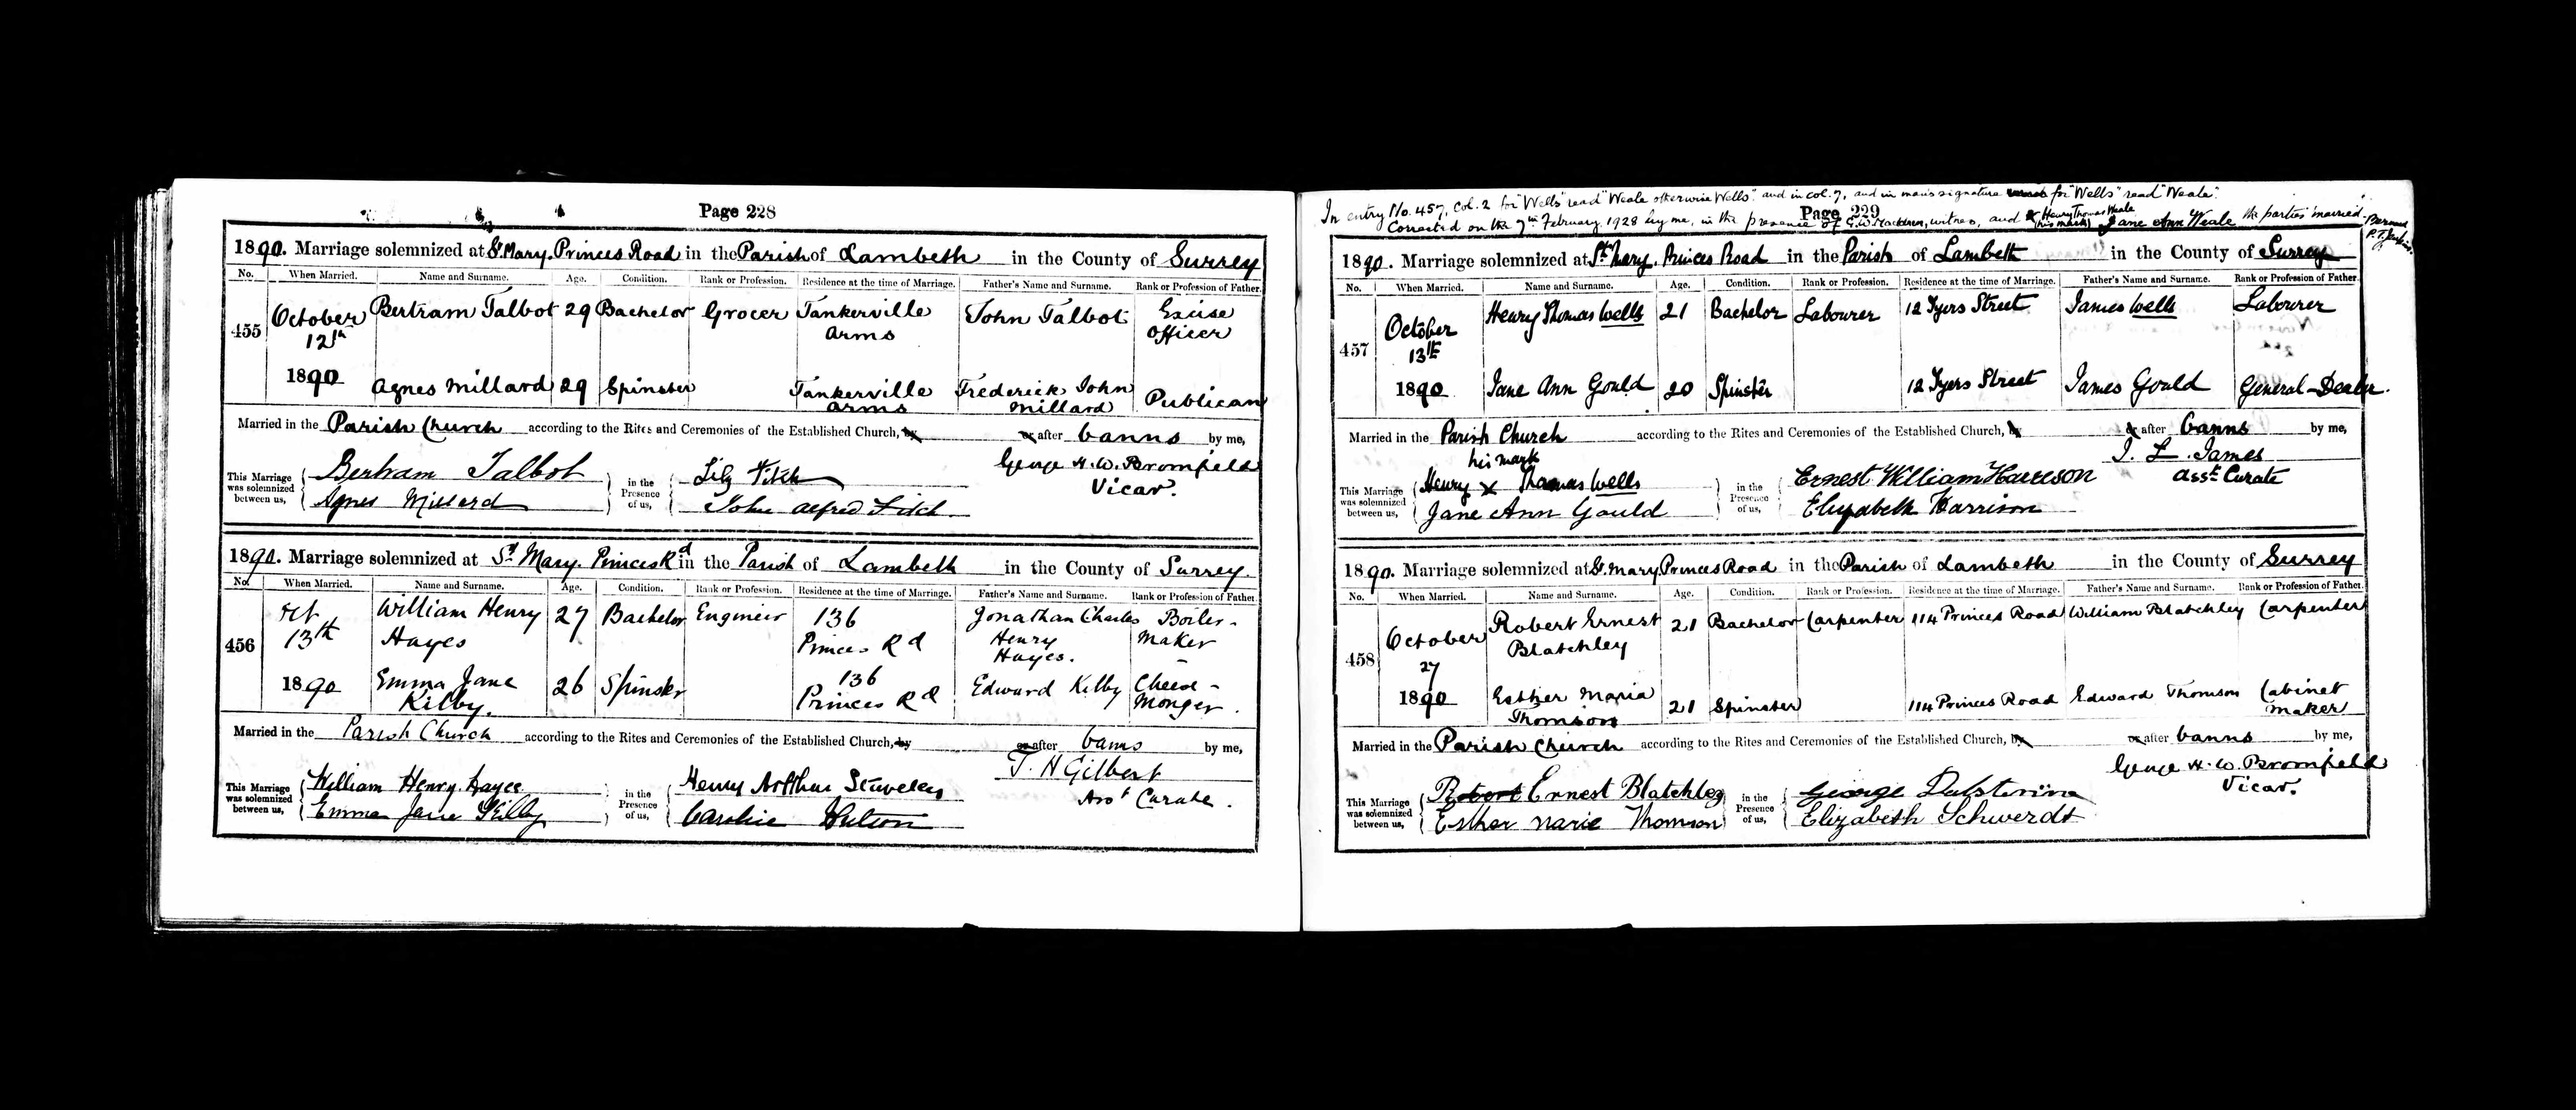 Page 228
1890. Marriage solemnized at St. Mary. Princes Road in the Parish of Lambeth in the County of Surrey
No. When Married. Name and Surname. Age. Condition. Rank or Profession. Residence at the time of Marriage. Father's Name and Surname. Rank or Profession of Father.
455 October 12th 1890 Bertram Talbot 29 Bachelor Grocer Tankerville Arms John Talbot Excise Officer
Agnes Millard 29 Spinster Tankerville Arms Frederick John Millard Publican
Married in the Parish Church according to the Rites and Ceremonies of the Established Church, by or after banns by me,
George H. W. Bromfield
Vicar.
This Marriage was solemnized between us, Bertram Talbot in the Presence of us, Lily Fitch
Agnes Millard John Alfred Fitch
1890. Marriage solemnized at St. Mary. Princes Rd in the Parish of Lambeth in the County of Surrey.
No. When Married. Name and Surname. Age. Condition. Rank or Profession. Residence at the time of Marriage. Father's Name and Surname. Rank or Profession of Father.
456 Oct 13th 1890 William Henry Hayes 27 Bachelor Engineer 136 Princes Rd Jonathan Charles Henry Hayes. Boiler-Maker
Emma Jane Kilby. 26 Spinster 136 Princes Rd Edward Kilby Cheese-Monger.
Married in the Parish Church according to the Rites and Ceremonies of the Established Church, by or after banns by me,
T. H Gilbert
Asst Curate.
This Marriage was solemnized between us, William Henry Hayes in the Presence of us, Henry Arthur
Emma Jane Kilby Caroline
In entry No. 457, col. 2 for "Wells" read "Weale otherwise Wells" and in col. 7, and in man's signature for "Wells" read "Weale".
Page 229
Corrected on the 7th February 1928 by me, in the presence of witness, and X Henry Thomas Weale (his mark) Jane Ann Weale the parties married. Bernard P. T. Jenkins
1890. Marriage solemnized at St Mary. Princes Road in the Parish of Lambeth in the County of Surrey
No. When Married. Name and Surname. Age. Condition. Rank or Profession. Residence at the time of Marriage. Father's Name and Surname. Rank or Profession of Father.
457 October 13th 1890 Henry Thomas Wells 21 Bachelor Labourer 12 Tyers Street James Wells Labourer
Jane Ann Gould 20 Spinster 12 Tyers Street James Gould General-Dealer.
Married in the Parish Church according to the Rites and Ceremonies of the Established Church, by or after banns by me,
J. L. James
Asst. Curate
his mark
This Marriage was solemnized between us, Henry X Thomas Wells in the Presence of us, Ernest William Harrison
Jane Ann Gould Elizabeth Harrison
1890. Marriage solemnized at St. Mary. Princes Road in the Parish of Lambeth in the County of Surrey
No. When Married. Name and Surname. Age. Condition. Rank or Profession. Residence at the time of Marriage. Father's Name and Surname. Rank or Profession of Father.
458 October 27 1890 Robert Ernest Blatchley 21 Bachelor Carpenter 114 Princes Road William Blatchley Carpenter
Esther Maria Thomson 21 Spinster 114 Princes Road Edward Thomson Cabinet Maker
Married in the Parish Church according to the Rites and Ceremonies of the Established Church, by or after banns by me,
George H. W. Bromfield
Vicar.
This Marriage was solemnized between us, Robert Ernest Blatchley in the Presence of us, George
Esther Marie Thomson Elizabeth Schwerdt